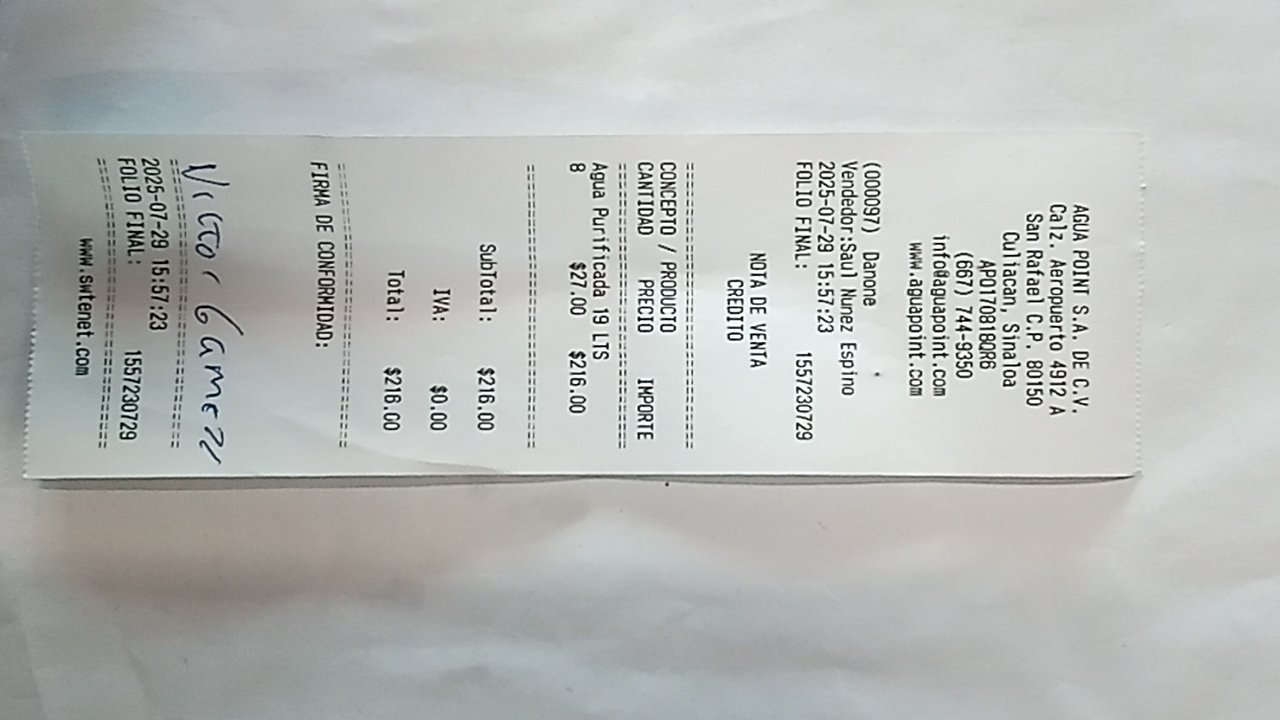 AGUA POINT S.A. DE C.V.
Calz. Aeropuerto 4912 A
San Rafael C.P. 80150
Culiacan, Sinaloa
APO170818QR6
(667) 744-9350
info@aguapoint.com
www.aguapoint.com
(000097) Danone
Vendedor:Saul Nunez Espino
2025-07-29 15:57:23
FOLIO FINAL: 1557230729
NOTA DE VENTA
CREDITO
===============================
CONCEPTO / PRODUCTO
CANTIDAD PRECIO IMPORTE
===============================
Agua Purificada 19 LTS
8 $27.00 $216.00
===============================
SubTotal: $216.00
IVA: $0.00
Total: $216.00
===============================
FIRMA DE CONFORMIDAD:
Victor Gamez
===============================
2025-07-29 15:57:23
FOLIO FINAL: 1557230729
===============================
www.swtenet.com